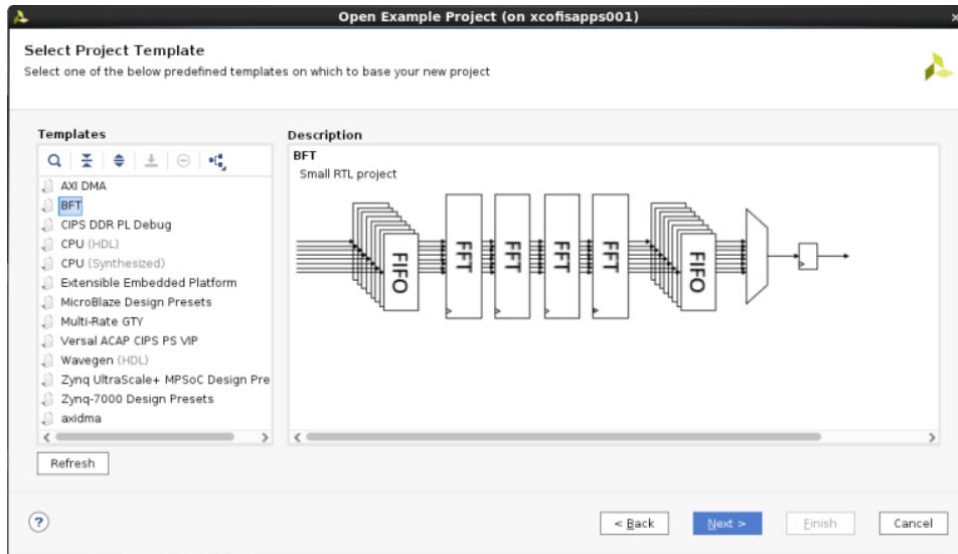 Open Example Project (on xcofisapps001)
Select Project Template
Select one of the below predefined templates on which to base your new project
Templates
AXI DMA
BFT
CIPS DDR PL Debug
CPU (HDL)
CPU (Synthesized)
Extensible Embedded Platform
MicroBlaze Design Presets
Multi-Rate GTY
Versal ACAP CIPS PS VIP
Wavegen (HDL)
Zynq UltraScale+ MPSoC Design Pre
Zynq-7000 Design Presets
axidma
Refresh
Description
BFT
Small RTL project
FIFO
FFT
FFT
FFT
FFT
FIFO
?
< Back
Next >
Finish
Cancel